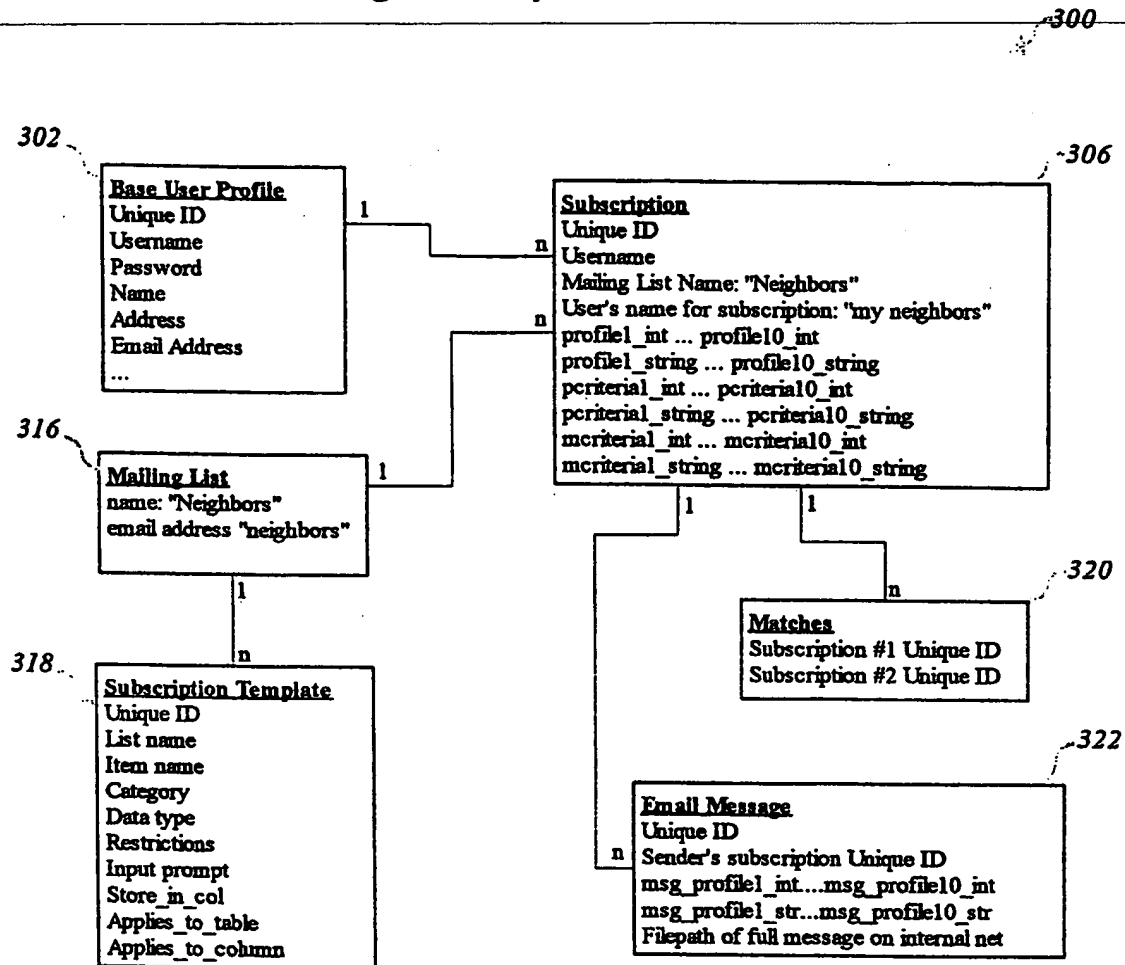 300
302
Base User Profile
Unique ID
Username
Password
Name
Address
Email Address
...
1
n
306
Subscription
Unique ID
Username
Mailing List Name: "Neighbors"
User's name for subscription: "my neighbors"
profile1_int ... profile10_int
profile1_string ... profile10_string
pcriteria1_int ... pcriteria10_int
pcriteria1_string ... pcriteria10_string
mcriteria1_int ... mcriteria10_int
mcriteria1_string ... mcriteria10_string
n
316
Mailing List
name: "Neighbors"
email address "neighbors"
1
1
n
1
1
n
320
Matches
Subscription #1 Unique ID
Subscription #2 Unique ID
318
Subscription Template
Unique ID
List name
Item name
Category
Data type
Restrictions
Input prompt
Store_in_col
Applies_to_table
Applies_to_column
322
n
Email Message
Unique ID
Sender's subscription Unique ID
msg_profile1_int....msg_profile10_int
msg_profile1_str...msg_profile10_str
Filepath of full message on internal net